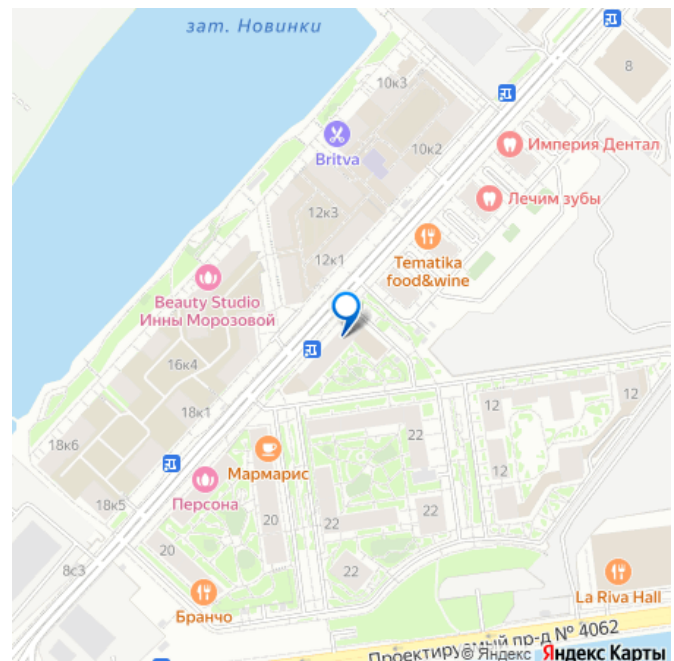 зат. Новинки
8
10к3
Britva
10к2
Империя Дентал
Лечим зубы
12к3
12к1
Tematika
food&wine
Beauty Studio
Инны Морозовой
16к4
18к1
12
12
22
18к6
Мармарис
12
Персона
18к5
22
20
22
20
8с3
22
La Riva Hall
Бранчо
Проектируемый пр-д № 4062
© Яндекс Яндекс Карты